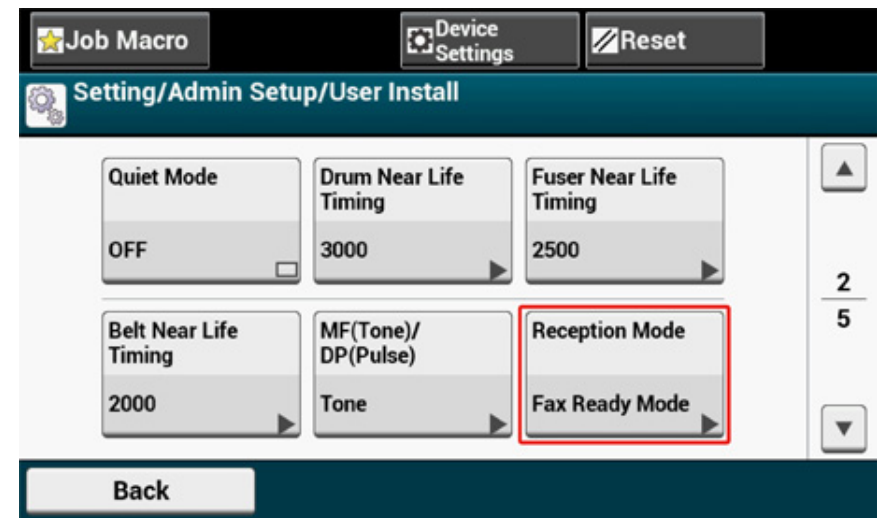 Job Macro
Device
Settings
Reset
Setting/Admin Setup/User Install
Quiet Mode
OFF
Drum Near Life
Timing
3000
Fuser Near Life
Timing
2500
Belt Near Life
Timing
2000
MF(Tone)/
DP(Pulse)
Tone
Reception Mode
Fax Ready Mode
2
5
Back